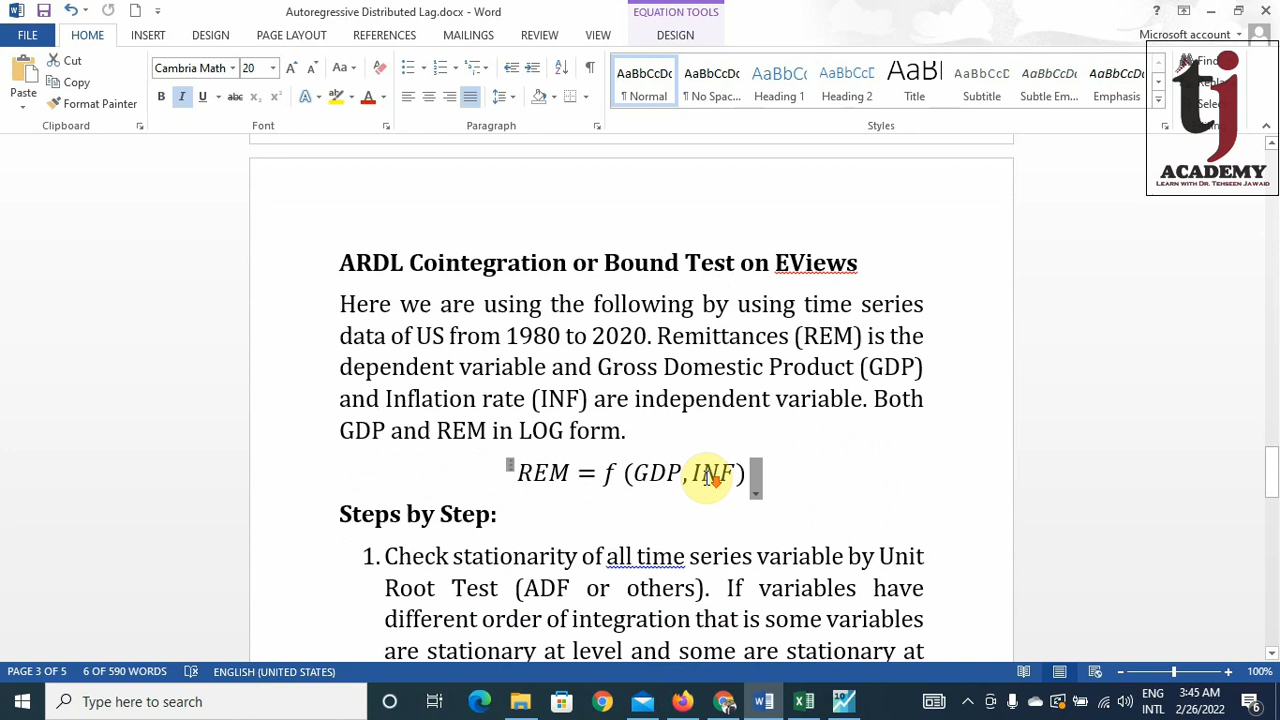 Autoregressive Distributed Lag.docx - Word
EQUATION TOOLS
FILE
HOME
INSERT
DESIGN
PAGE LAYOUT
REFERENCES
MAILINGS
REVIEW
VIEW
DESIGN
Microsoft account
Paste
Cut
Copy
Format Painter
Clipboard
Cambria Math
20
Font
Paragraph
AaBbCcDc
¶ Normal
AaBbCcDc
¶ No Spac...
AaBbCc
Heading 1
AaBbCcD
Heading 2
AaBI
Title
AaBbCcD
Subtitle
AaBbCcDc
Subtle Em...
AaBbCcDc
Emphasis
Styles
Find
Select
tj
ACADEMY
LEARN WITH DR. TEHSEEN JAWAID
ARDL Cointegration or Bound Test on EViews
Here we are using the following by using time series
data of US from 1980 to 2020. Remittances (REM) is the
dependent variable and Gross Domestic Product (GDP)
and Inflation rate (INF) are independent variable. Both
GDP and REM in LOG form.
REM = f (GDP, INF)
Steps by Step:
1. Check stationarity of all time series variable by Unit
Root Test (ADF or others). If variables have
different order of integration that is some variables
are stationary at level and some are stationary at
PAGE 3 OF 5
6 OF 590 WORDS
ENGLISH (UNITED STATES)
100%
Type here to search
ENG
INTL
3:45 AM
2/26/2022
6